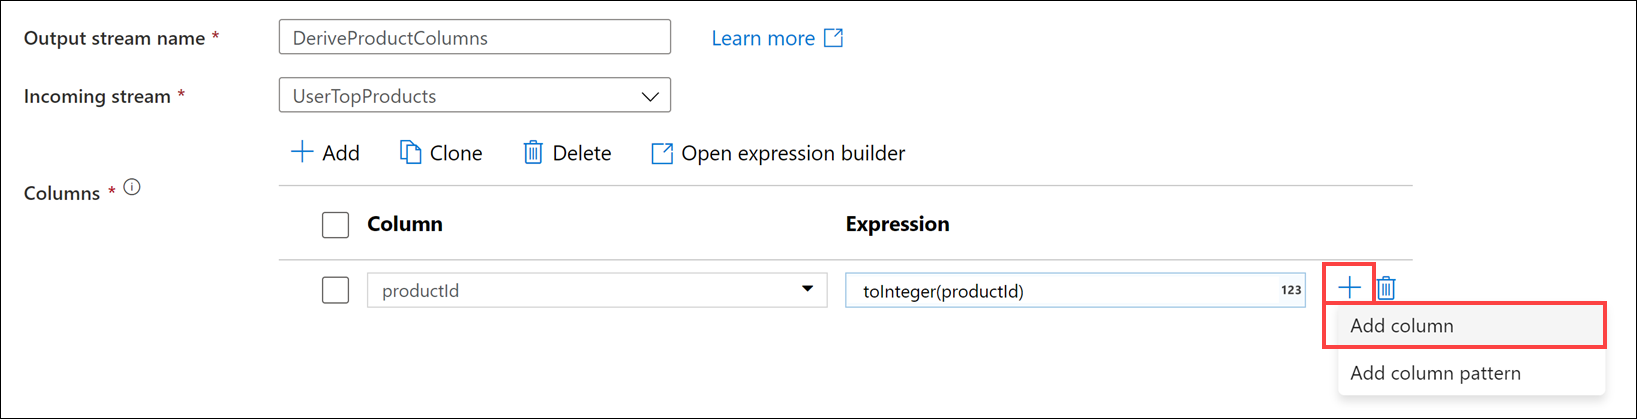 Output stream name * DeriveProductColumns Learn more
Incoming stream * UserTopProducts
Add Clone Delete Open expression builder
Columns *
Column Expression
productId toInteger(productId) 123
Add column
Add column pattern